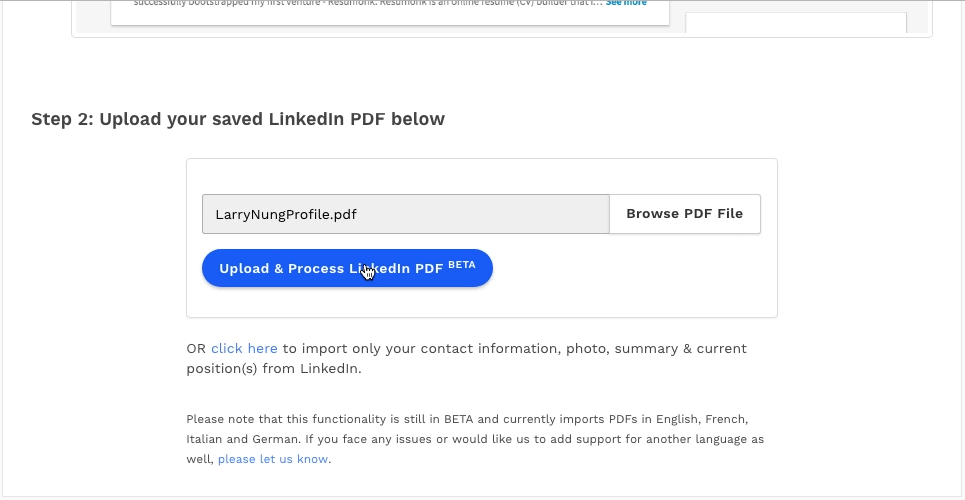 successfully bootstrapped my first venture - Resumonk. Resumonk is an online resume (CV) builder that i... See more
Step 2: Upload your saved LinkedIn PDF below
LarryNungProfile.pdf
Browse PDF File
Upload & Process LinkedIn PDF BETA
OR click here to import only your contact information, photo, summary & current
position(s) from LinkedIn.
Please note that this functionality is still in BETA and currently imports PDFs in English, French,
Italian and German. If you face any issues or would like us to add support for another language as
well, please let us know.